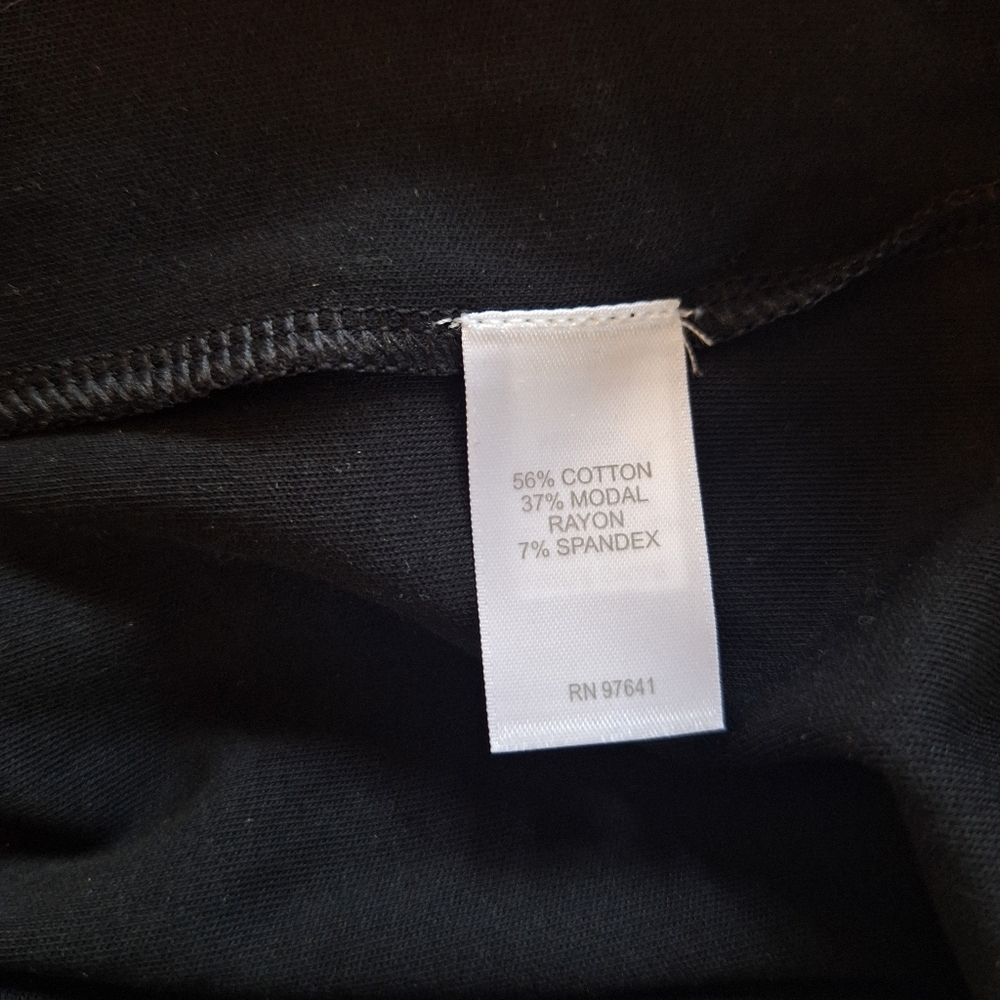 56% COTTON
37% MODAL
RAYON
7% SPANDEX
RN 97641